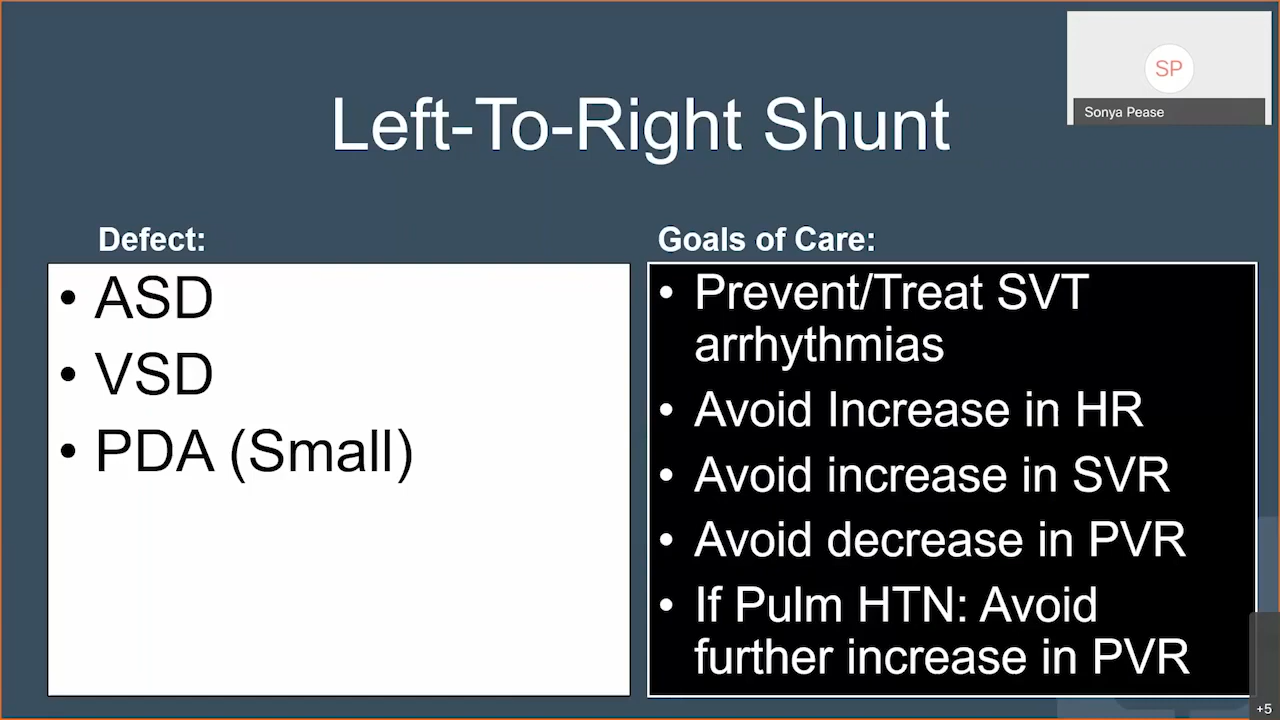 SP
Sonya Pease
Left-To-Right Shunt
Defect:
• ASD
• VSD
• PDA (Small)
Goals of Care:
• Prevent/Treat SVT
arrhythmias
• Avoid Increase in HR
• Avoid increase in SVR
• Avoid decrease in PVR
• If Pulm HTN: Avoid
further increase in PVR
+5